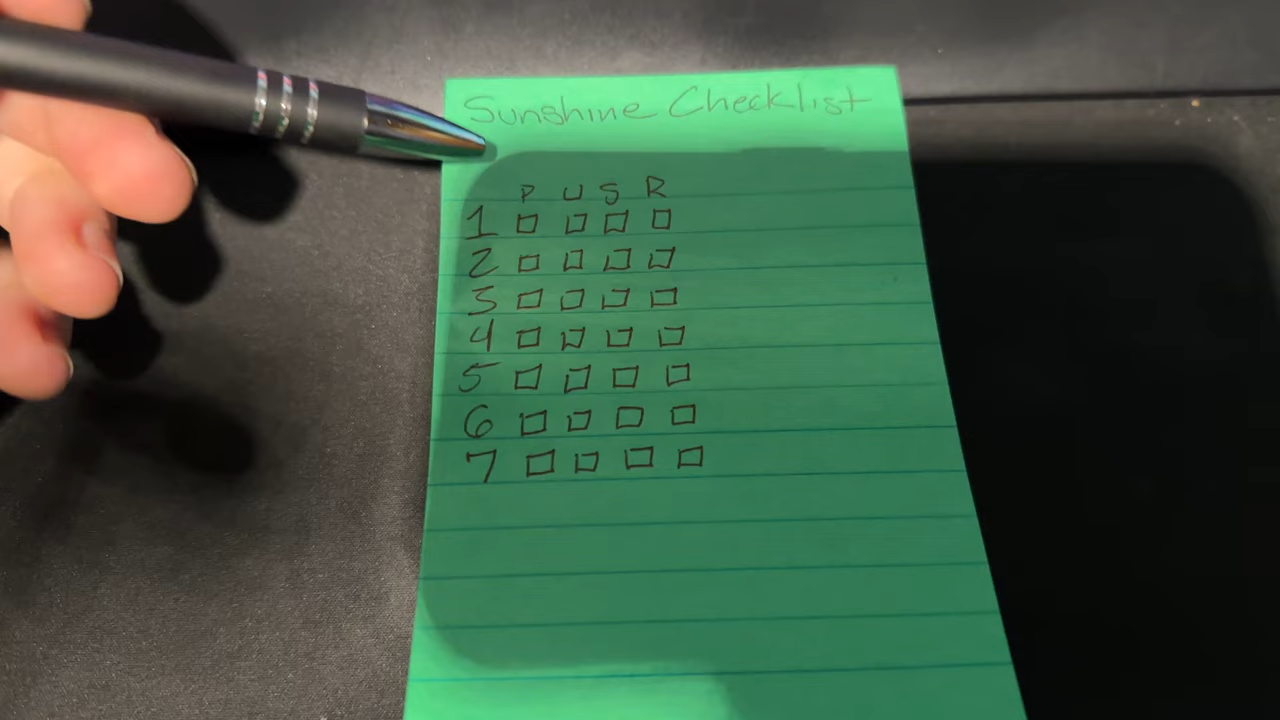 Sunshine Checklist
P U S R
1 □ □ □ □
2 □ □ □ □
3 □ □ □ □
4 □ □ □ □
5 □ □ □ □
6 □ □ □ □
7 □ □ □ □